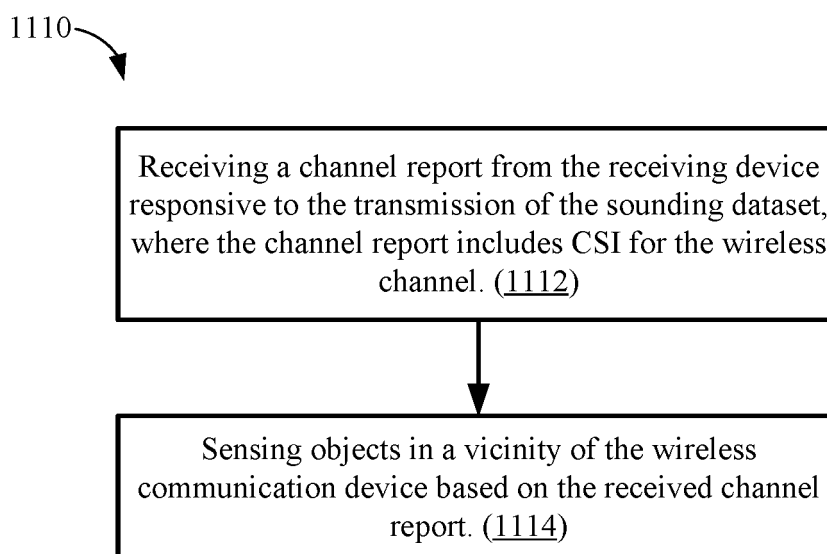 1110
Receiving a channel report from the receiving device
responsive to the transmission of the sounding dataset,
where the channel report includes CSI for the wireless
channel. (1112)
Sensing objects in a vicinity of the wireless
communication device based on the received channel
report. (1114)